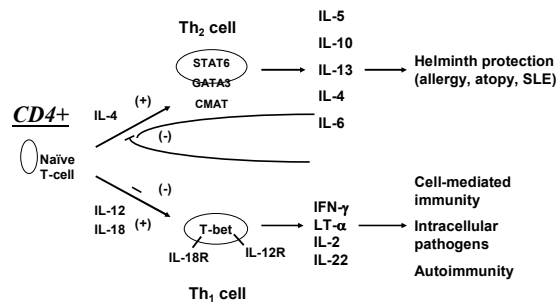 Th2 cell
STAT6
GATA3
CMAT
IL-5
IL-10
IL-13
IL-4
IL-6
Helminth protection
(allergy, atopy, SLE)
CD4+
IL-4
(+)
(-)
Naïve
T-cell
(-)
IL-12
IL-18
(+)
T-bet
IL-18R
IL-12R
Th1 cell
IFN-γ
LT-α
IL-2
IL-22
Cell-mediated
immunity
Intracellular
pathogens
Autoimmunity